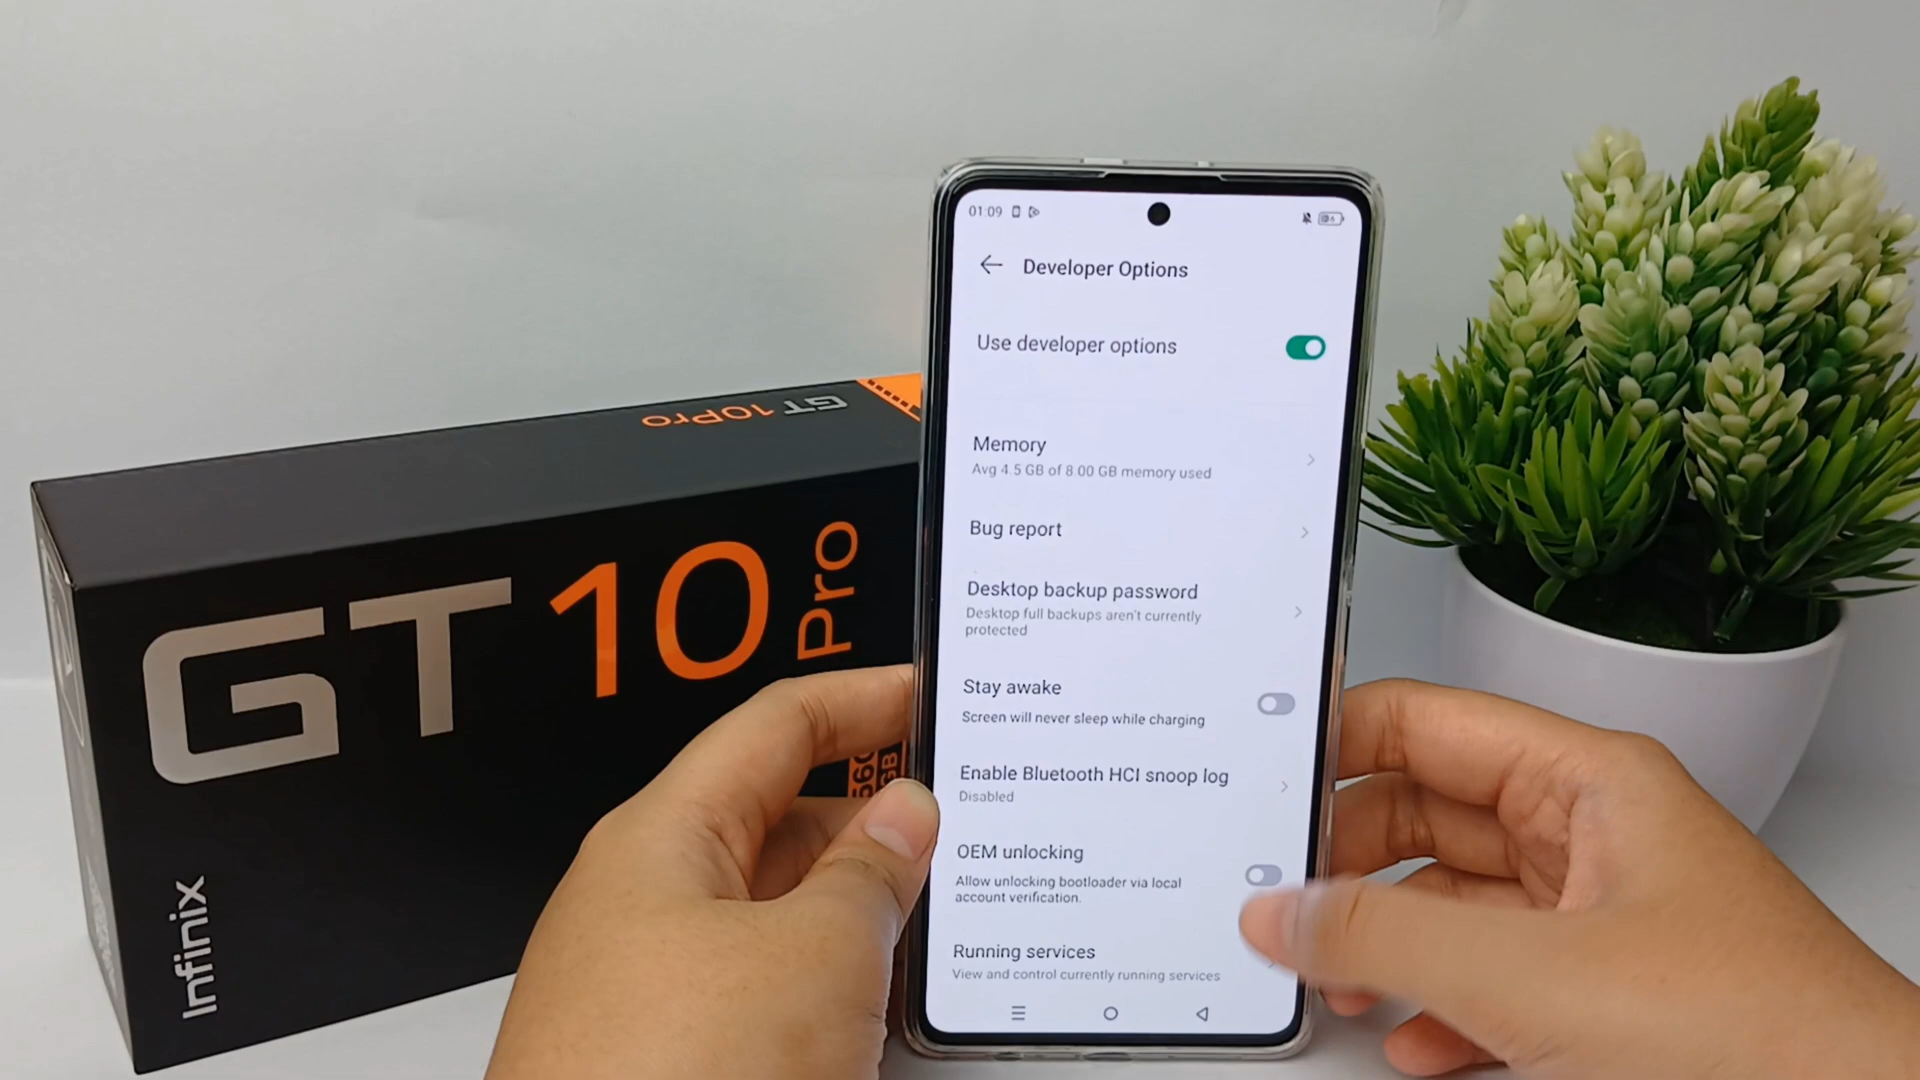 GT 10Pro
GT 10 Pro
Infinix
01:09
Developer Options
Use developer options
Memory
Avg 4.5 GB of 8.00 GB memory used
Bug report
Desktop backup password
Desktop full backups aren't currently
protected
Stay awake
Screen will never sleep while charging
Enable Bluetooth HCI snoop log
Disabled
OEM unlocking
Allow unlocking bootloader via local
account verification.
Running services
View and control currently running services